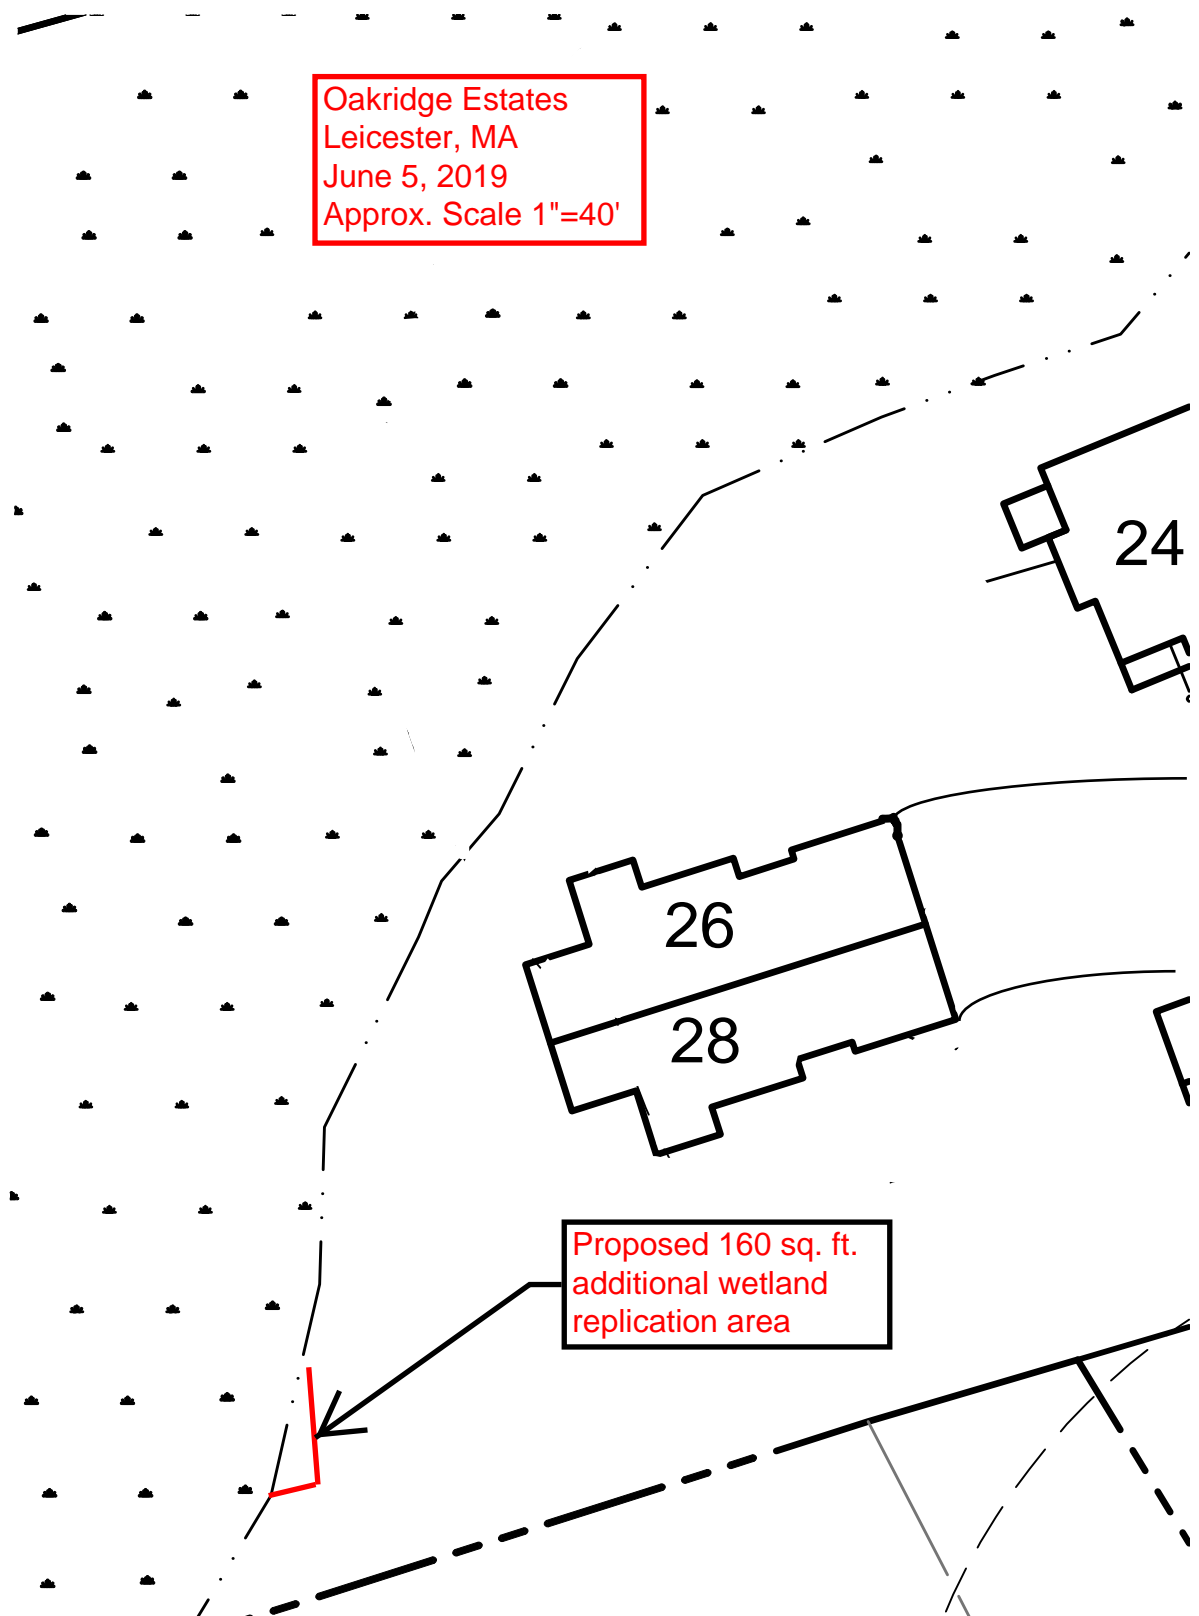 Oakridge Estates
Leicester, MA
June 5, 2019
Approx. Scale 1"=40'
24
26
28
Proposed 160 sq. ft.
additional wetland
replication area